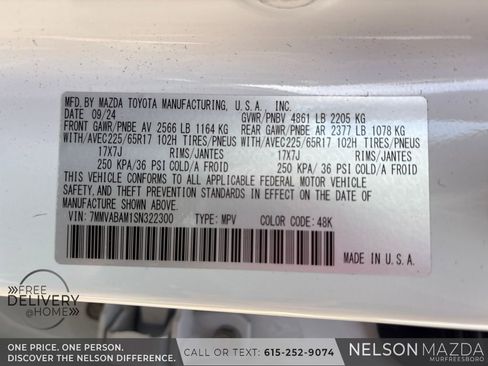 MFD. BY MAZDA TOYOTA MANUFACTURING, U.S.A., INC.
DATE 09/24 GVWR/PNBV 4861 LB 2205 KG
FRONT GAWR/PNBE AV 2566 LB 1164 KG REAR GAWR/PNBE AR 2377 LB 1078 KG
WITH/AVEC225/65R17 102H TIRES/PNEUS WITH/AVEC225/65R17 102H TIRES/PNEUS
17X7J RIMS/JANTES 17X7J RIMS/JANTES
250 KPA/ 36 PSI COLD/A FROID 250 KPA/ 36 PSI COLD/A FROID
THIS VEHICLE CONFORMS TO ALL APPLICABLE FEDERAL MOTOR VEHICLE
SAFETY, AND THEFT PREVENTION STANDARDS IN EFFECT ON THE DATE OF
MANUFACTURE SHOWN ABOVE.
VIN: 7MMVABAM1SN322300 TYPE: MPV COLOR CODE: 48K
MADE IN U.S.A.
FREE
DELIVERY
@HOME
ONE PRICE. ONE PERSON.
DISCOVER THE NELSON DIFFERENCE.
CALL OR TEXT: 615-252-9074
NELSON MAZDA
MURFREESBORO